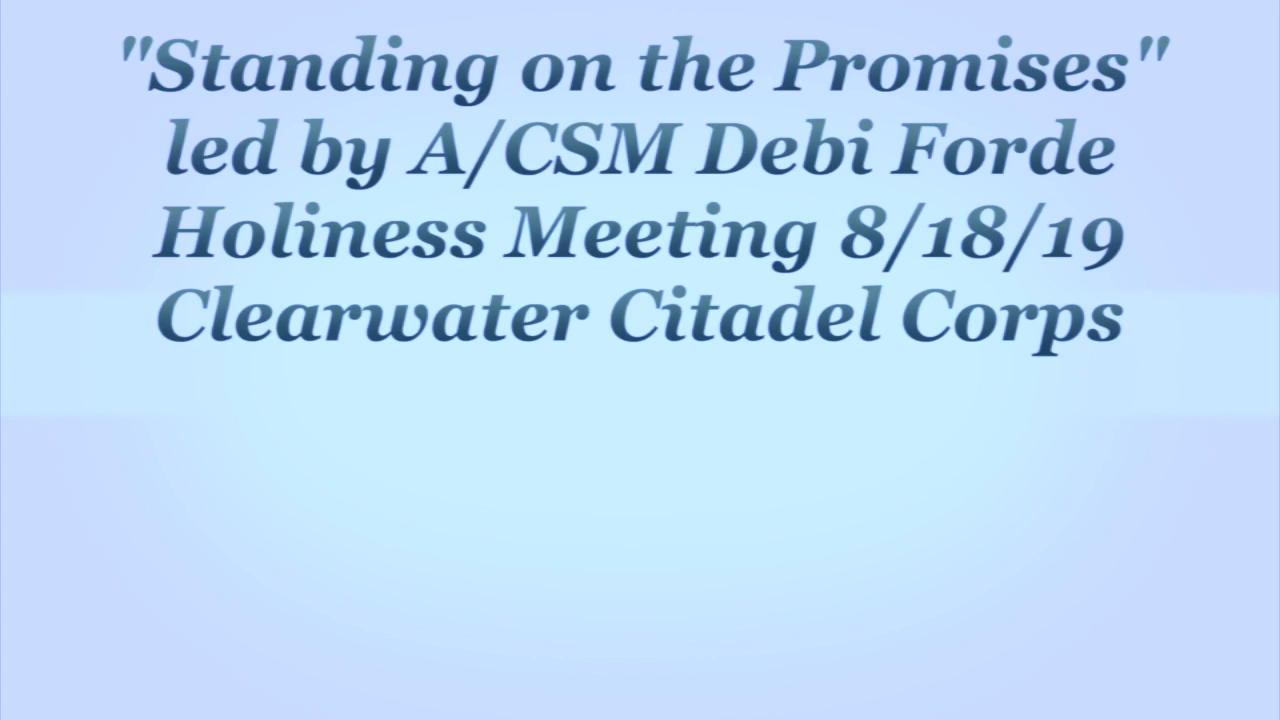 "Standing on the Promises"
led by A/CSM Debi Forde
Holiness Meeting 8/18/19
Clearwater Citadel Corps